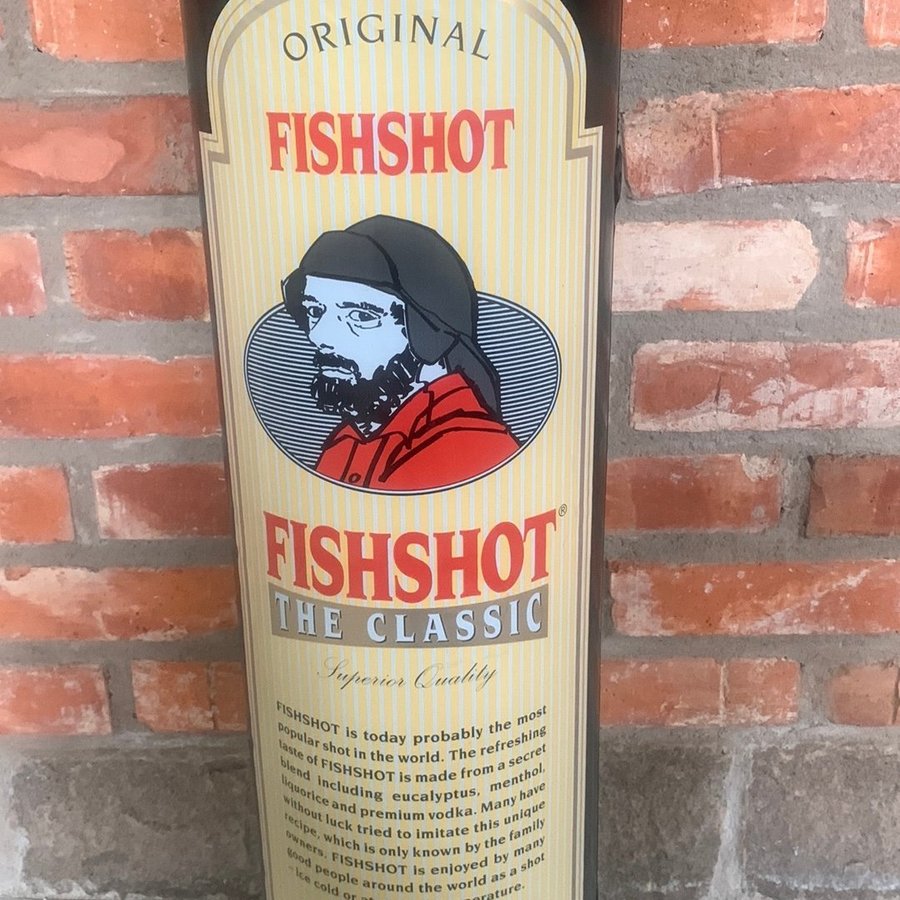 ORIGINAL
FISHSHOT
FISHSHOT®
THE CLASSIC
Superior Quality
FISHSHOT is today probably the most
popular shot in the world. The refreshing
taste of FISHSHOT is made from a secret
blend including eucalyptus, menthol,
liquorice and premium vodka. Many have
without luck tried to imitate this unique
recipe, which is only known by the family
owners. FISHSHOT is enjoyed by many
good people around the world as a shot
- ice cold or